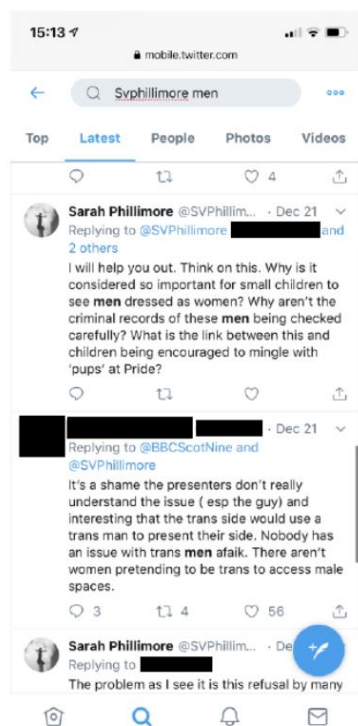 15:13
mobile.twitter.com
Svphillimore men
Top Latest People Photos Videos
4
Sarah Phillimore @SVPhillim... · Dec 21
Replying to @SVPhillimore and
2 others
I will help you out. Think on this. Why is it
considered so important for small children to
see men dressed as women? Why aren't the
criminal records of these men being checked
carefully? What is the link between this and
children being encouraged to mingle with
'pups' at Pride?
· Dec 21
Replying to @BBCScotNine and
@SVPhillimore
It's a shame the presenters don't really
understand the issue ( esp the guy) and
interesting that the trans side would use a
trans man to present their side. Nobody has
an issue with trans men afaik. There aren't
women pretending to be trans to access male
spaces.
3 4 56
Sarah Phillimore @SVPhillim... · De
Replying to
The problem as I see it is this refusal by many